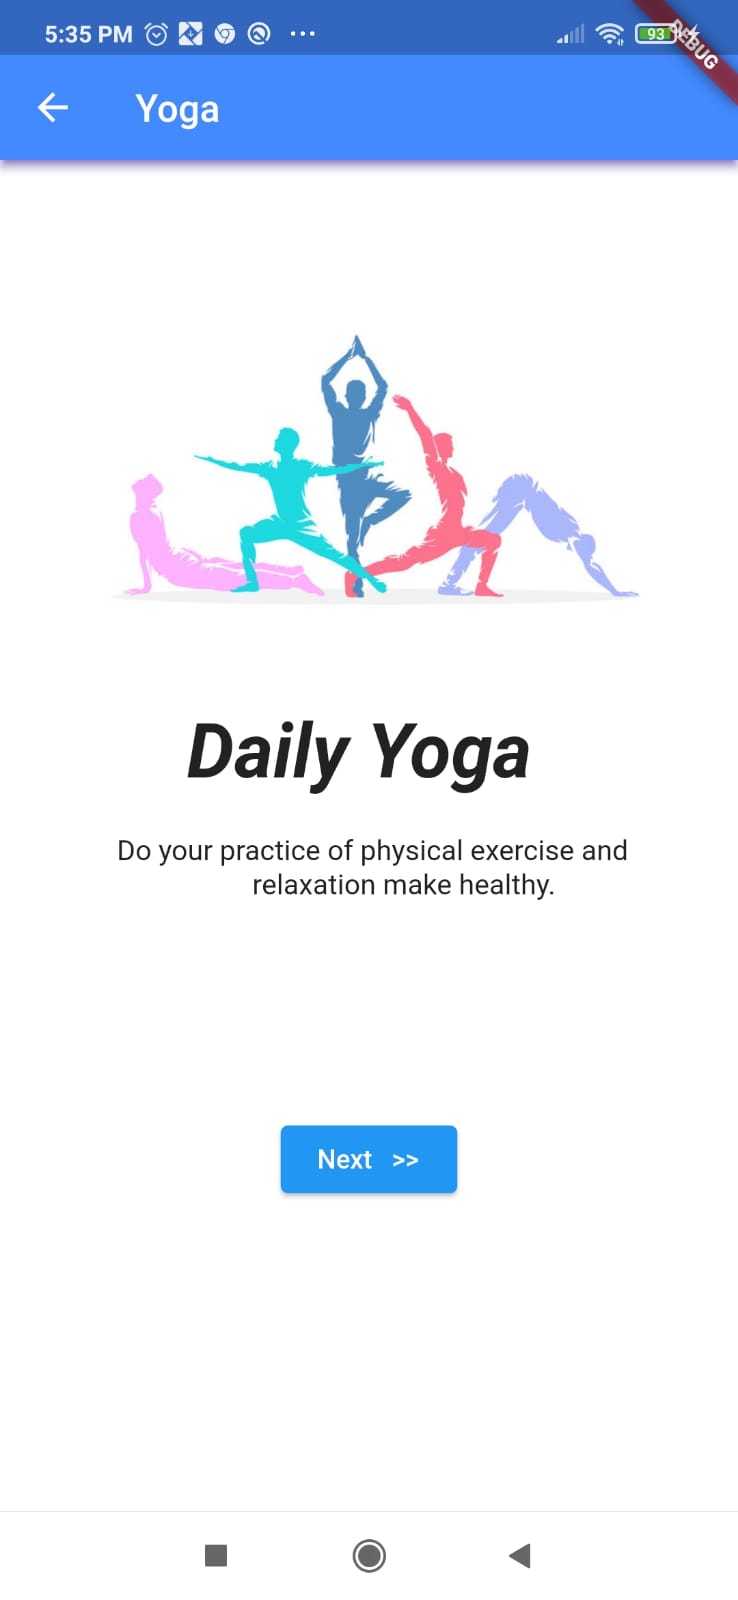 5:35 PM
93
DEBUG
Yoga
Daily Yoga
Do your practice of physical exercise and
relaxation make healthy.
Next >>